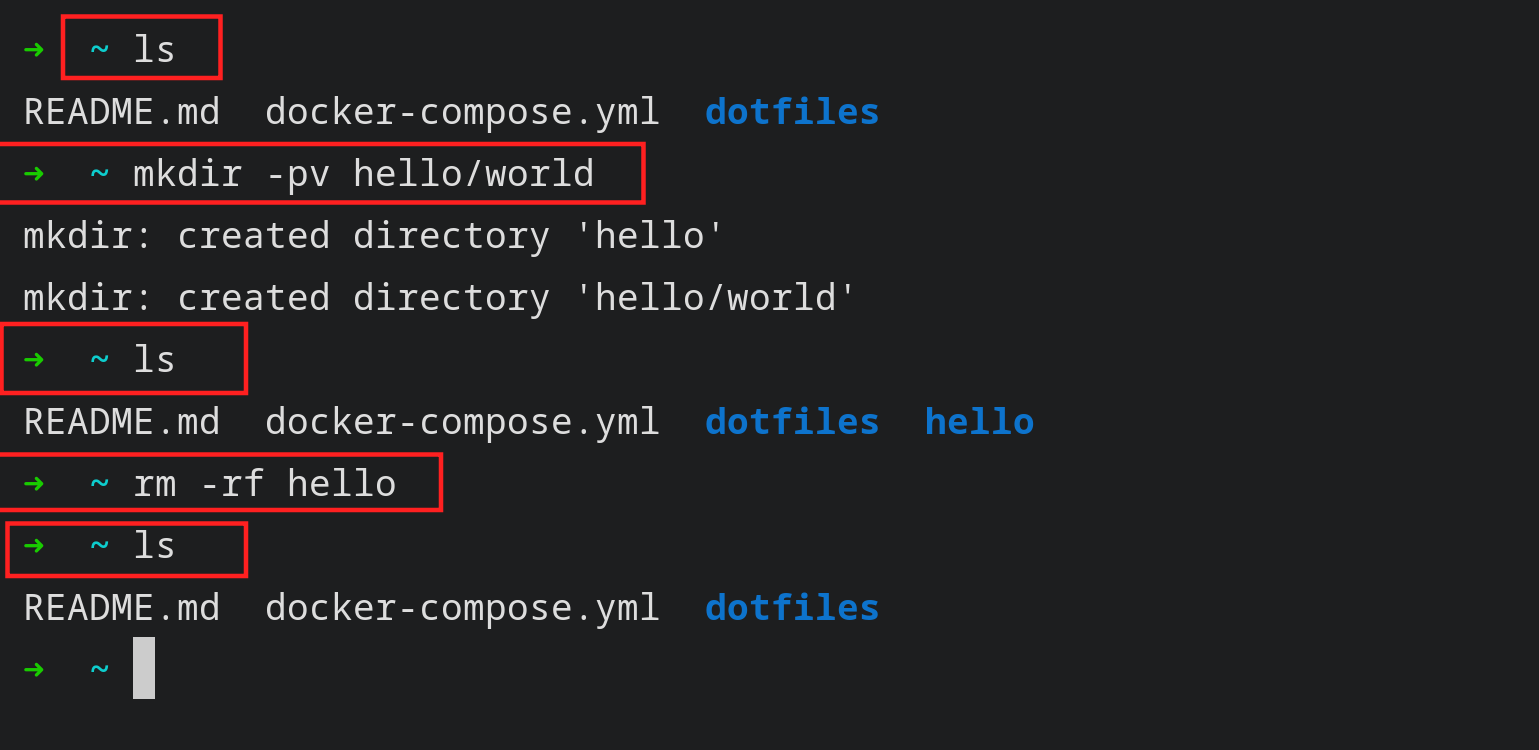 ➜  ~ ls
README.md  docker-compose.yml  dotfiles
➜  ~ mkdir -pv hello/world
mkdir: created directory 'hello'
mkdir: created directory 'hello/world'
➜  ~ ls
README.md  docker-compose.yml  dotfiles  hello
➜  ~ rm -rf hello
➜  ~ ls
README.md  docker-compose.yml  dotfiles
➜  ~